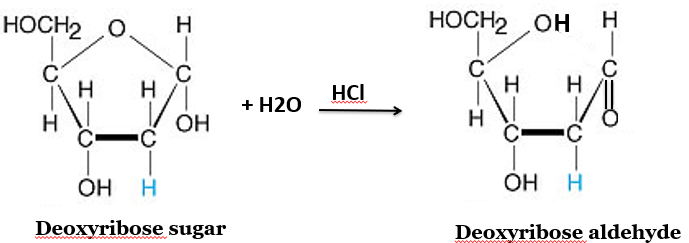 HOCH2 O H
C C
H H H OH
C C
OH H
Deoxyribose sugar
+ H2O HCl
HOCH2 OH H
C C
H H H O
C C
OH H
Deoxyribose aldehyde